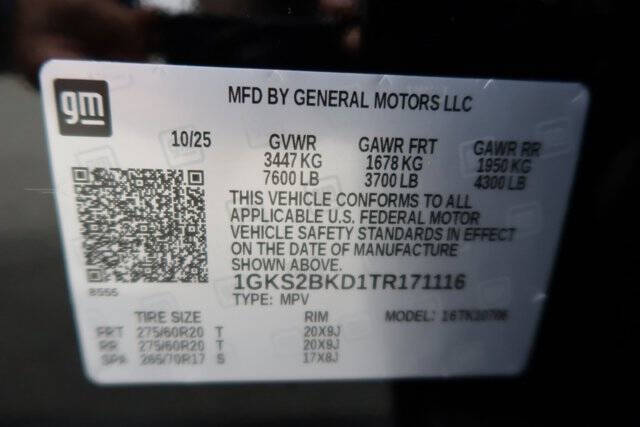 gm
MFD BY GENERAL MOTORS LLC
10/25 GVWR GAWR FRT GAWR RR
3447 KG 1678 KG 1950 KG
7600 LB 3700 LB 4300 LB
THIS VEHICLE CONFORMS TO ALL
APPLICABLE U.S. FEDERAL MOTOR
VEHICLE SAFETY STANDARDS IN EFFECT
ON THE DATE OF MANUFACTURE
SHOWN ABOVE.
1GKS2BKD1TR171116
TYPE: MPV
TIRE SIZE RIM MODEL:
FRT 275/60R20 T 20X9J
RR 275/60R20 T 20X9J
SPA 265/70R17 S 17X8J